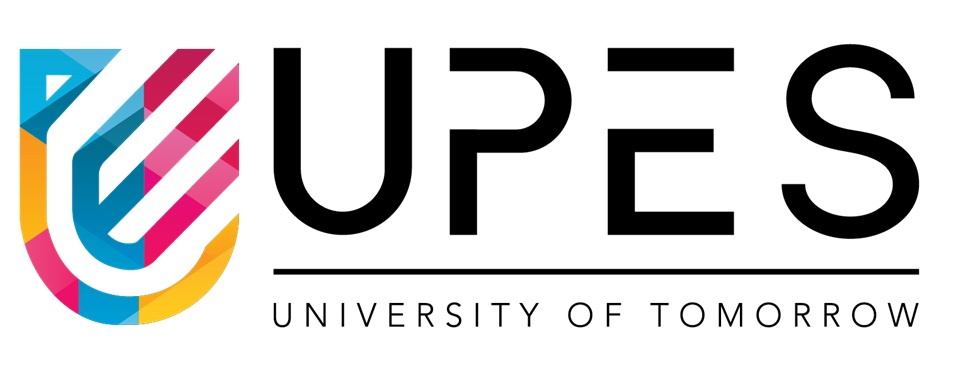 UPES
UNIVERSITY OF TOMORROW